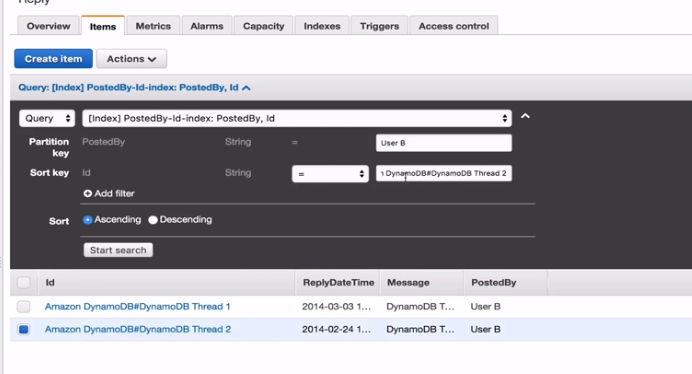 Reply
Overview Items Metrics Alarms Capacity Indexes Triggers Access control
Create item Actions
Query: [Index] PostedBy-Id-index: PostedBy, Id
Query [Index] PostedBy-Id-index: PostedBy, Id
Partition key PostedBy String = User B
Sort key Id String = DynamoDB#DynamoDB Thread 2
Add filter
Sort Ascending Descending
Start search
Id ReplyDateTime Message PostedBy
Amazon DynamoDB#DynamoDB Thread 1 2014-03-03 1... DynamoDB T... User B
Amazon DynamoDB#DynamoDB Thread 2 2014-02-24 1... DynamoDB T... User B